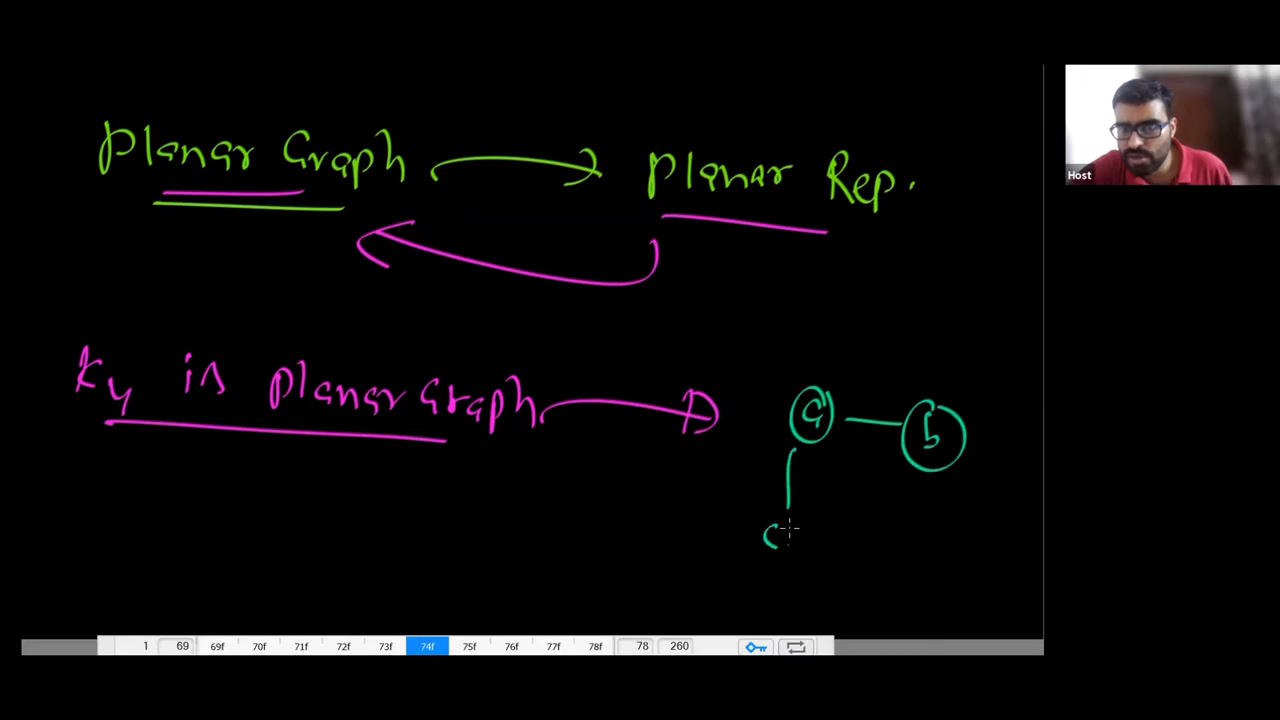 Planar Graph → Planar Rep.
K4 is planar Graph →
a b
c
Host
1 69 69f 70f 71f 72f 73f 74f 75f 76f 77f 78f 78 260